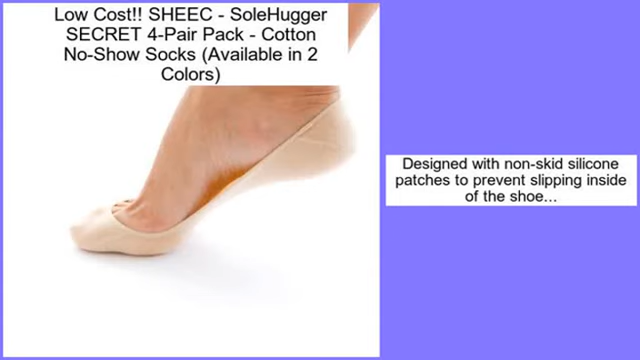 Low Cost!! SHEEC - SoleHugger
SECRET 4-Pair Pack - Cotton
No-Show Socks (Available in 2
Colors)
Designed with non-skid silicone
patches to prevent slipping inside
of the shoe...